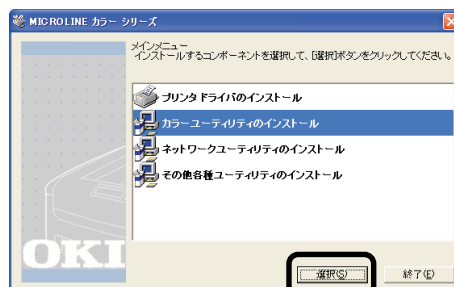 MICROLINE カラー シリーズ
メインメニュー
インストールするコンポーネントを選択して、[選択]ボタンをクリックしてください。
プリンタドライバのインストール
カラーユーティリティのインストール
ネットワークユーティリティのインストール
その他各種ユーティリティのインストール
OKI
選択(S)
終了(E)